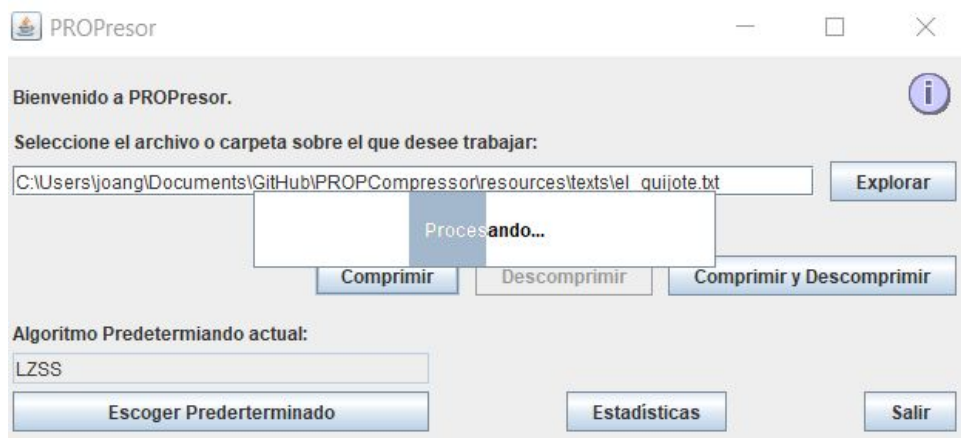 PROPresor
Bienvenido a PROPresor.
Seleccione el archivo o carpeta sobre el que desee trabajar:
C:\Users\joang\Documents\GitHub\PROPCompressor\resources\texts\el_quijote.txt
Explorar
Procesando...
Comprimir
Descomprimir
Comprimir y Descomprimir
Algoritmo Predetermiando actual:
LZSS
Escoger Prederterminado
Estadísticas
Salir